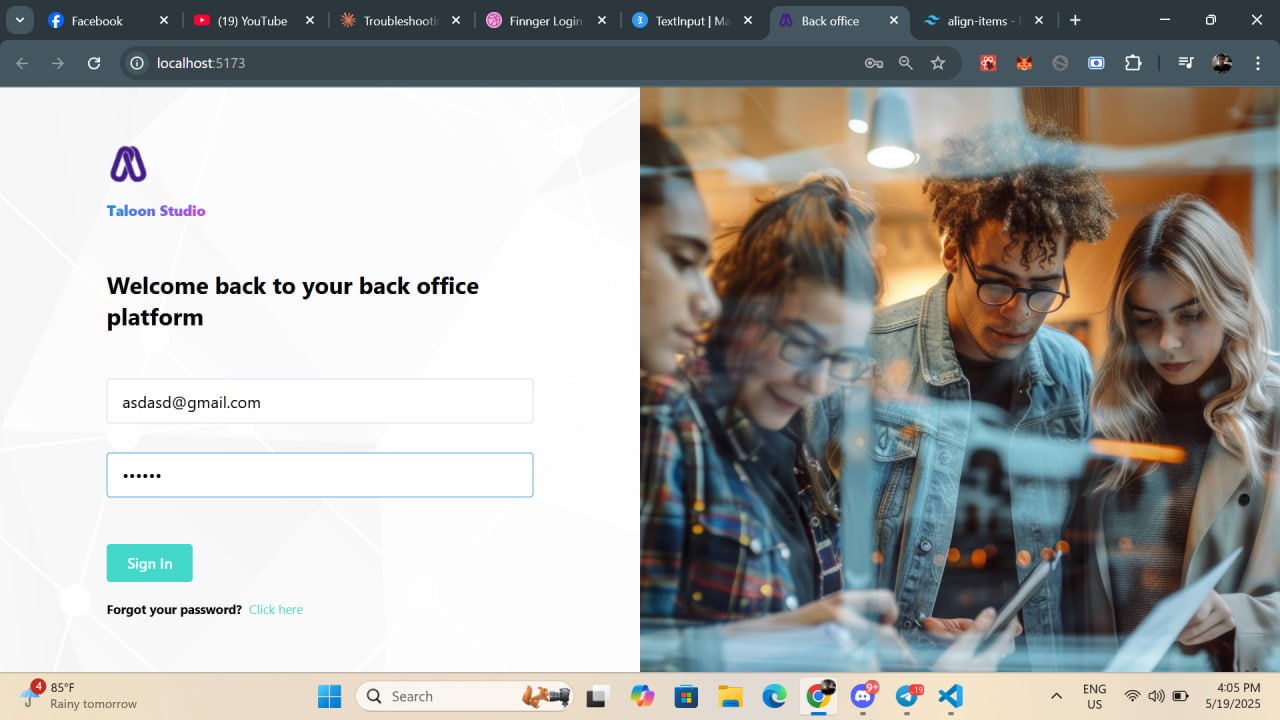 Facebook
(19) YouTube
Troubleshooti
Finnger Login
TextInput | Ma
Back office
align-items -
localhost:5173
Taloon Studio
Welcome back to your back office
platform
asdasd@gmail.com
••••••
Sign In
Forgot your password? Click here
4
85°F
Rainy tomorrow
Search
9+
19
ENG
US
4:05 PM
5/19/2025